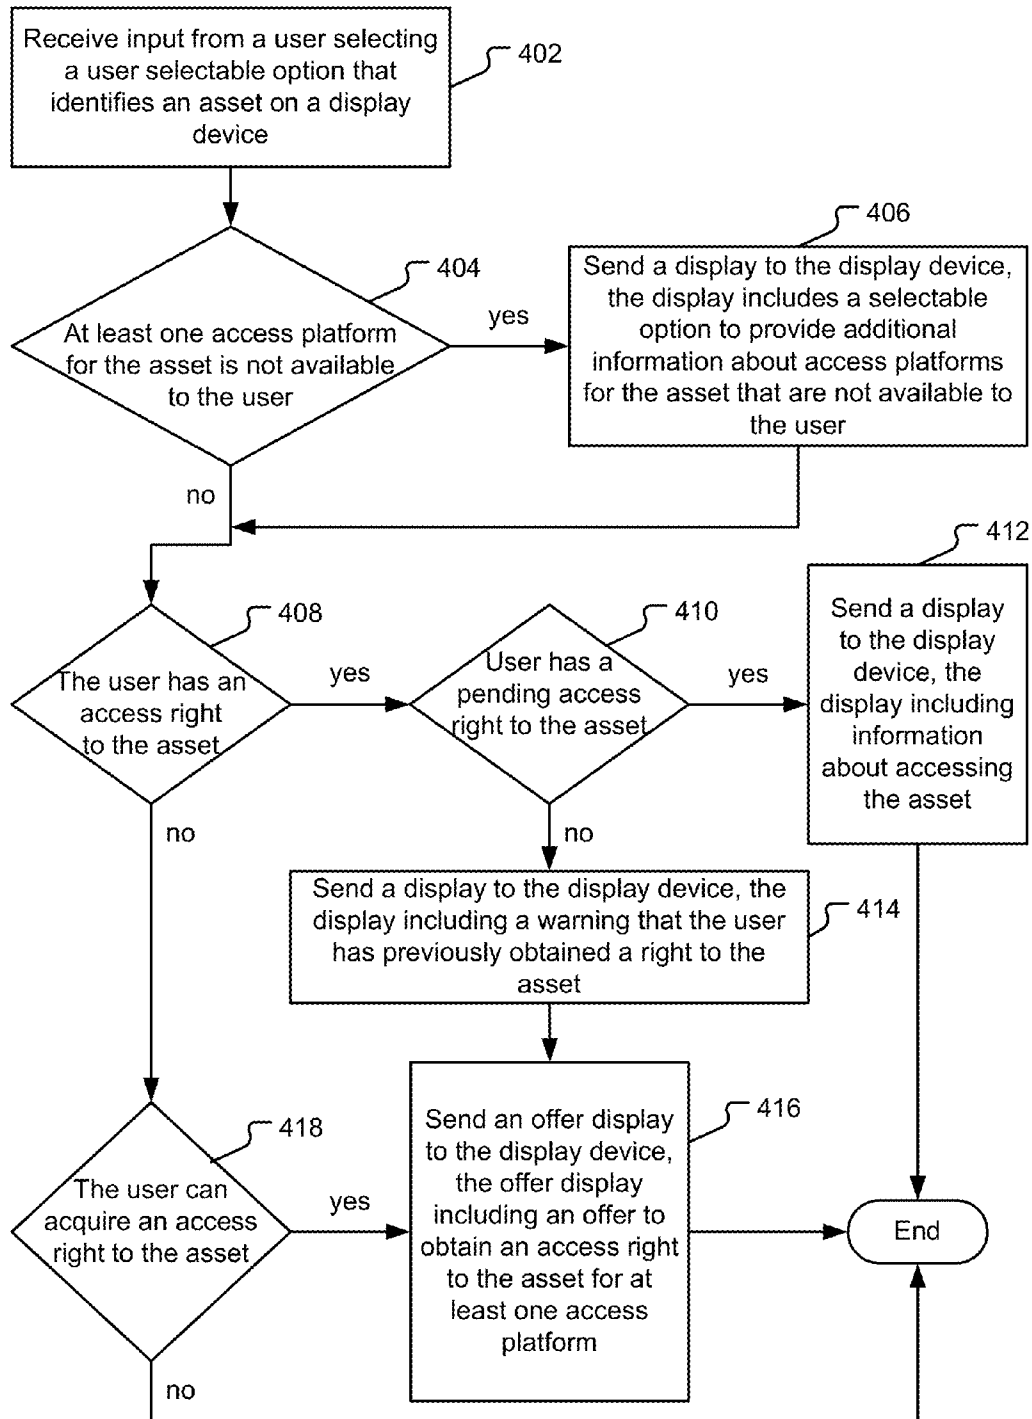 Receive input from a user selecting
a user selectable option that
identifies an asset on a display
device
402
406
404
At least one access platform
for the asset is not available
to the user
yes
Send a display to the display device,
the display includes a selectable
option to provide additional
information about access platforms
for the asset that are not available to
the user
no
412
408
The user has an
access right
to the asset
yes
410
User has a
pending access
right to the asset
yes
Send a display
to the display
device, the
display including
information
about accessing
the asset
no
no
Send a display to the display device, the
display including a warning that the user
has previously obtained a right to the
asset
414
418
The user can
acquire an access
right to the asset
yes
Send an offer display
to the display device,
the offer display
including an offer to
obtain an access right
to the asset for at
least one access
platform
416
End
no